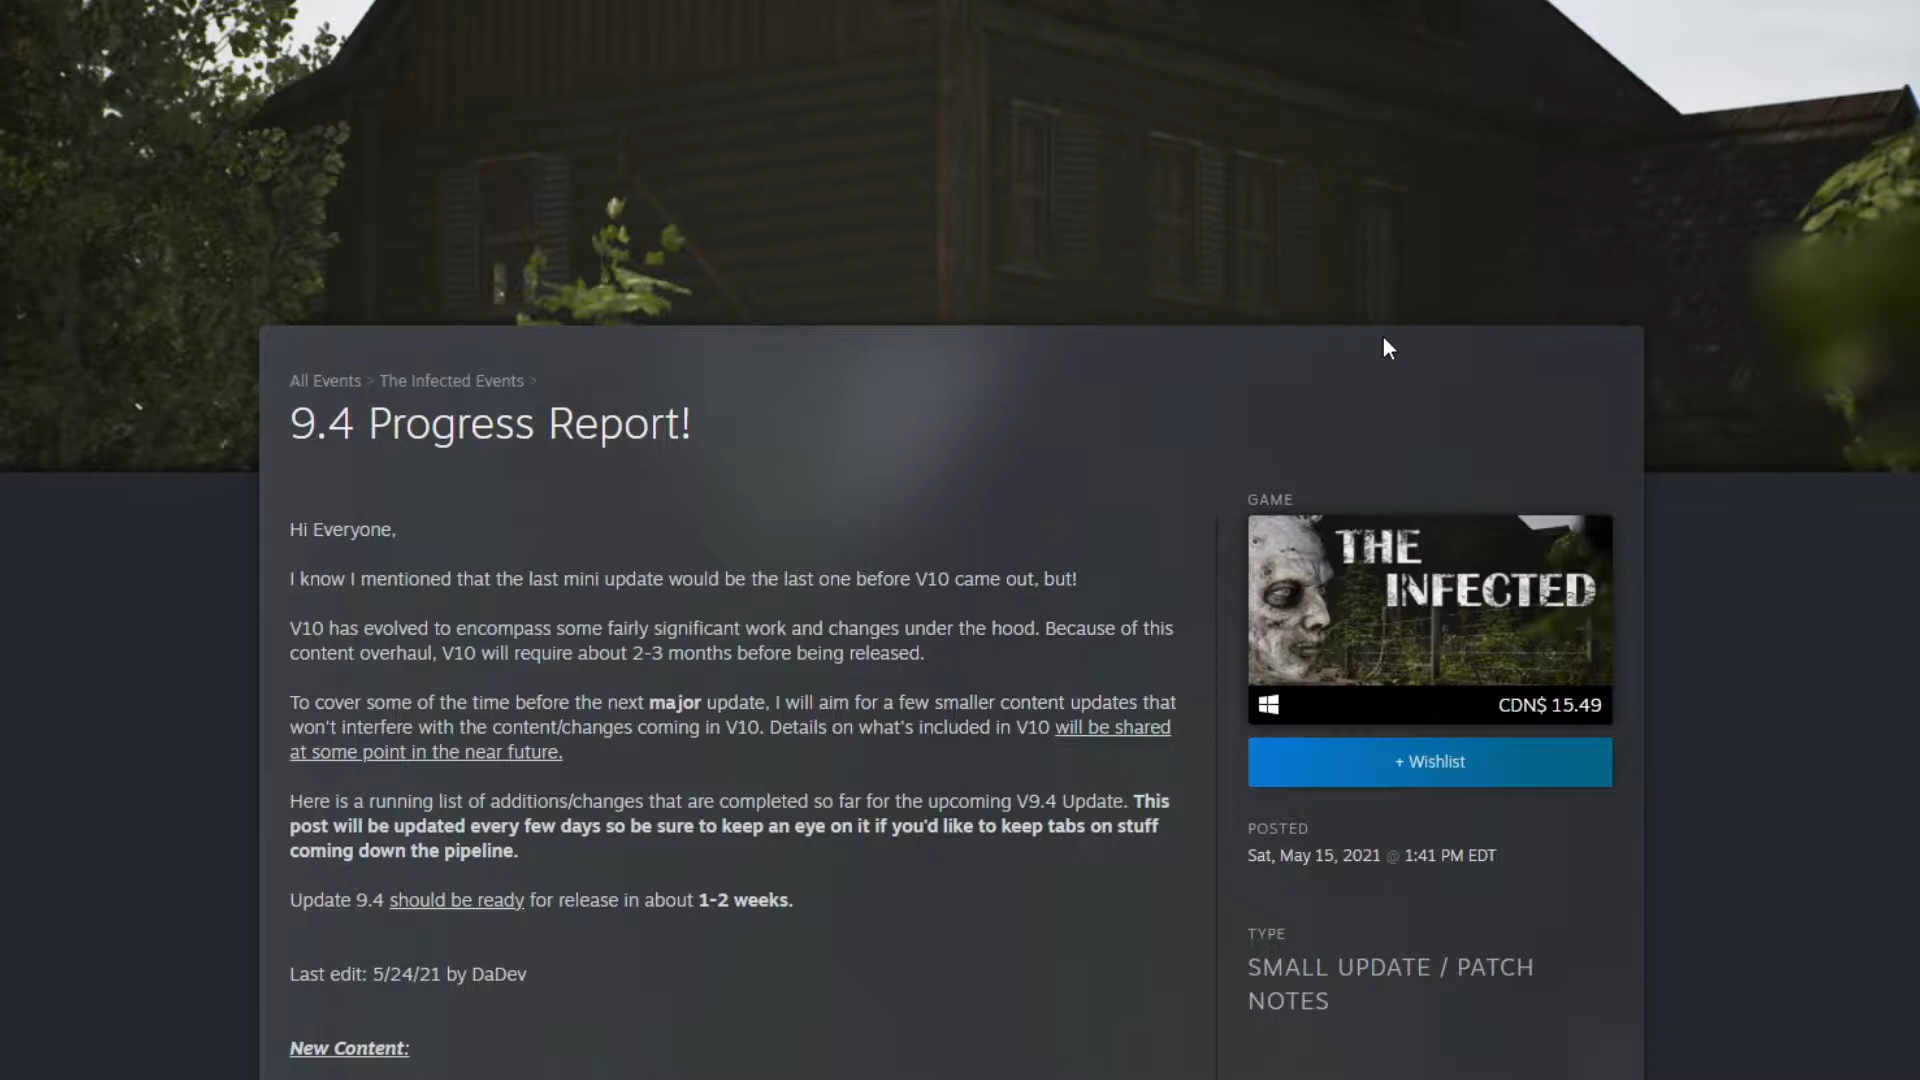 All Events > The Infected Events >
9.4 Progress Report!
Hi Everyone,
I know I mentioned that the last mini update would be the last one before V10 came out, but!
V10 has evolved to encompass some fairly significant work and changes under the hood. Because of this
content overhaul, V10 will require about 2-3 months before being released.
To cover some of the time before the next major update, I will aim for a few smaller content updates that
won't interfere with the content/changes coming in V10. Details on what's included in V10 will be shared
at some point in the near future.
Here is a running list of additions/changes that are completed so far for the upcoming V9.4 Update. This
post will be updated every few days so be sure to keep an eye on it if you'd like to keep tabs on stuff
coming down the pipeline.
Update 9.4 should be ready for release in about 1-2 weeks.
Last edit: 5/24/21 by DaDev
New Content:
GAME
THE
INFECTED
CDN$ 15.49
+ Wishlist
POSTED
Sat, May 15, 2021 @ 1:41 PM EDT
TYPE
SMALL UPDATE / PATCH
NOTES